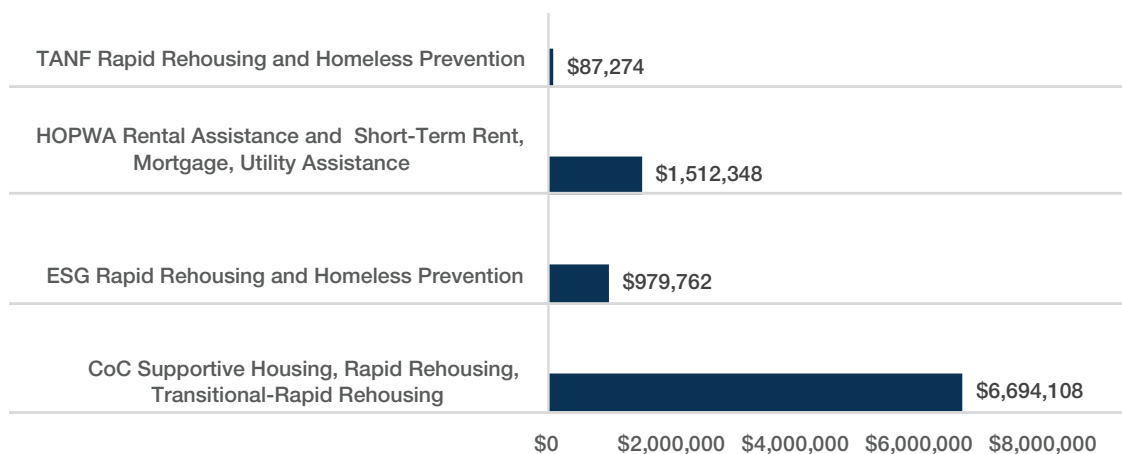 TANF Rapid Rehousing and Homeless Prevention
$87,274
HOPWA Rental Assistance and  Short-Term Rent,
Mortgage, Utility Assistance
$1,512,348
ESG Rapid Rehousing and Homeless Prevention
$979,762
CoC Supportive Housing, Rapid Rehousing,
Transitional-Rapid Rehousing
$6,694,108
$0 $2,000,000 $4,000,000 $6,000,000 $8,000,000